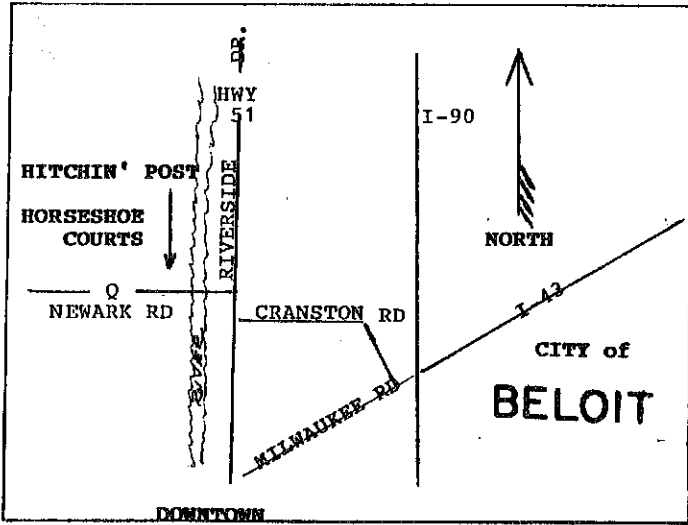 DR.
HWY
51
I-90
HITCHIN' POST
RIVERSIDE
HORSESHOE
COURTS
NORTH
Q
NEWARK RD
CRANSTON RD
I-43
CITY of
BELOIT
RIVER
MILWAUKEE RD
DOWNTOWN